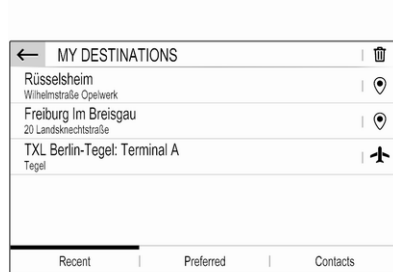 MY DESTINATIONS
Rüsselsheim
Wilhelmstraße Opelwerk
Freiburg Im Breisgau
20 Landsknechtstraße
TXL Berlin-Tegel: Terminal A
Tegel
Recent | Preferred | Contacts